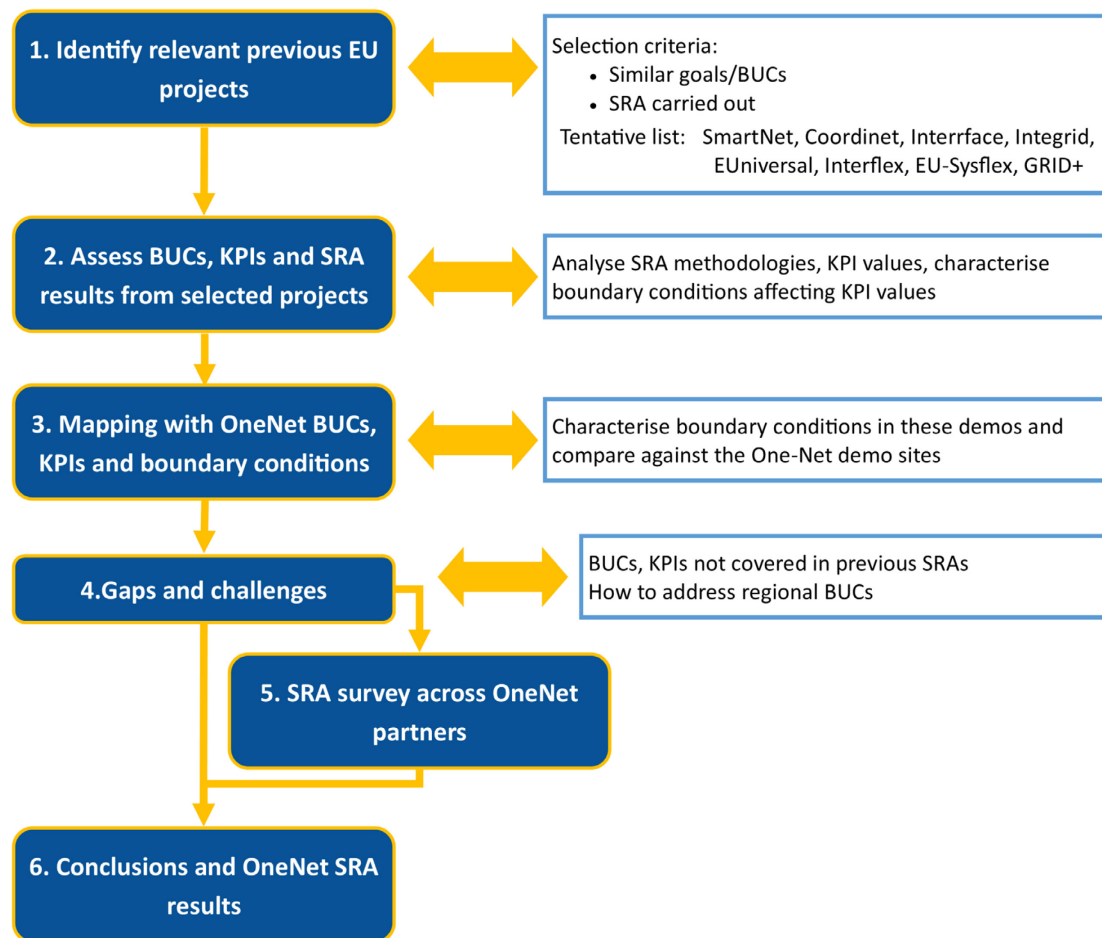 1. Identify relevant previous EU
projects
Selection criteria:
• Similar goals/BUCs
• SRA carried out
Tentative list: SmartNet, Coordinet, Interrface, Integrid,
EUniversal, Interflex, EU-Sysflex, GRID+
2. Assess BUCs, KPIs and SRA
results from selected projects
Analyse SRA methodologies, KPI values, characterise
boundary conditions affecting KPI values
3. Mapping with OneNet BUCs,
KPIs and boundary conditions
Characterise boundary conditions in these demos and
compare against the One-Net demo sites
4.Gaps and challenges
BUCs, KPIs not covered in previous SRAs
How to address regional BUCs
5. SRA survey across OneNet
partners
6. Conclusions and OneNet SRA
results